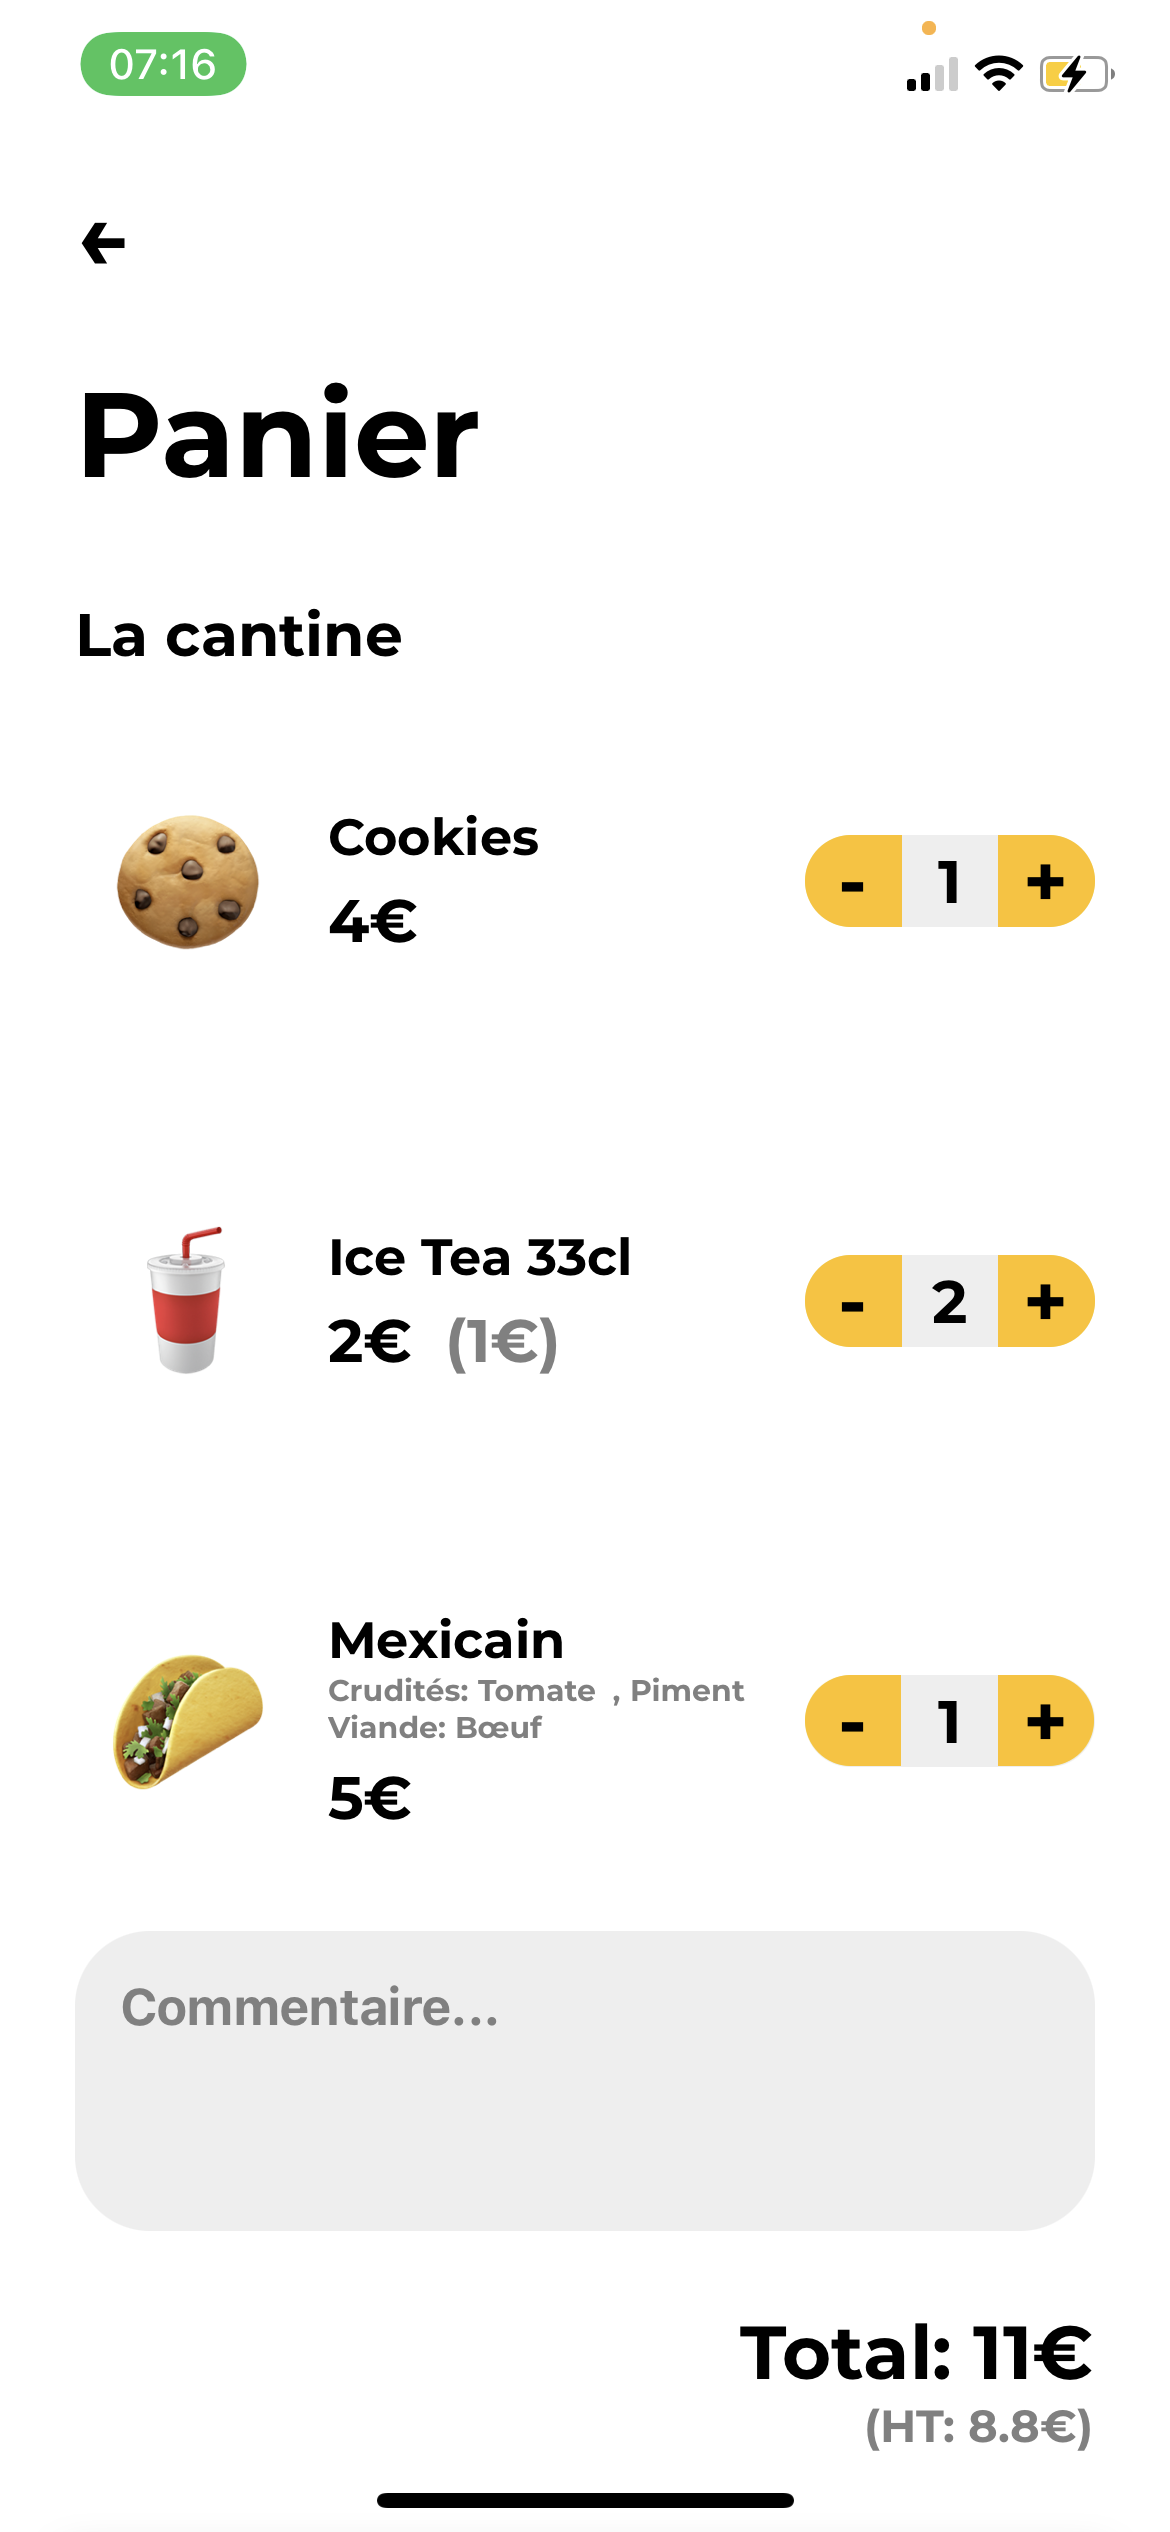 07:16
Panier
La cantine
Cookies
4€
- 1 +
Ice Tea 33cl
2€ (1€)
- 2 +
Mexicain
Crudités: Tomate , Piment
Viande: Bœuf
5€
- 1 +
Commentaire...
Total: 11€
(HT: 8.8€)